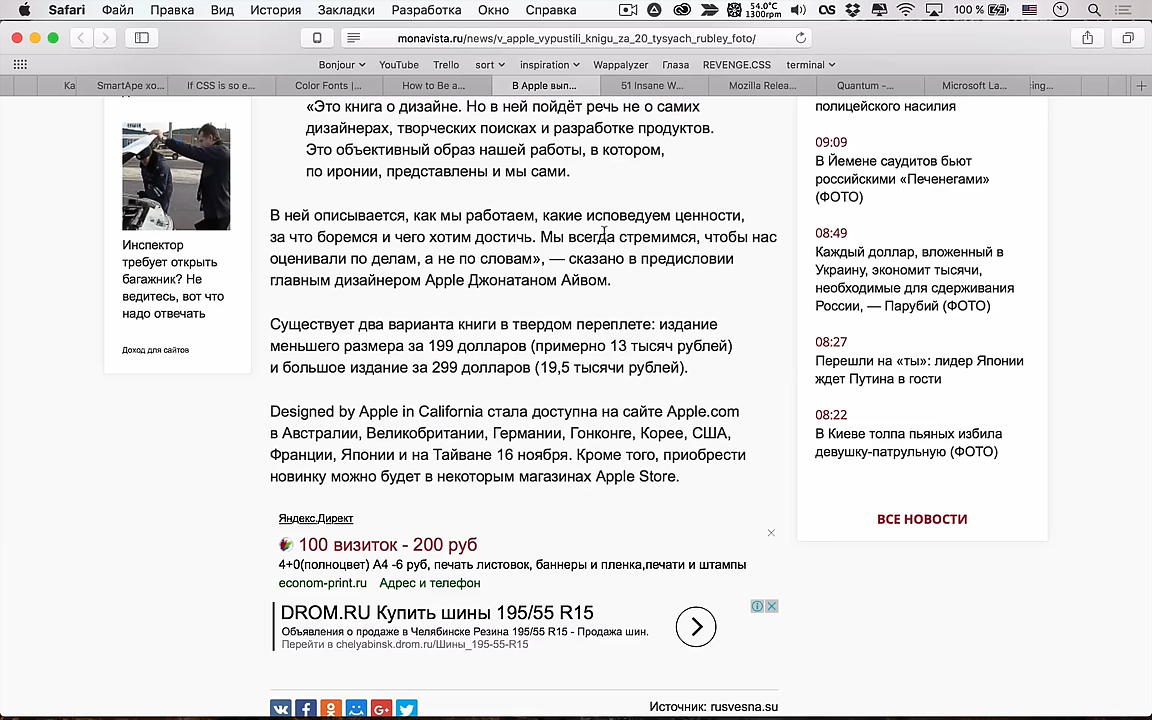 Safari Файл Правка Вид История Закладки Разработка Окно Справка 54.0°C 1300rpm 100 %
monavista.ru/news/v_apple_vypustili_knigu_za_20_tysyach_rubley_foto/
Bonjour YouTube Trello sort inspiration Wappalyzer Глаза REVENGE.CSS terminal
Ka SmartApe хо... If CSS is so e... Color Fonts |... How to Be a... В Apple вып... 51 Insane W... Mozilla Relea... Quantum -... Microsoft La... :ing...
«Это книга о дизайне. Но в ней пойдёт речь не о самих
дизайнерах, творческих поисках и разработке продуктов.
Это объективный образ нашей работы, в котором,
по иронии, представлены и мы сами.
В ней описывается, как мы работаем, какие исповедуем ценности,
за что боремся и чего хотим достичь. Мы всегда стремимся, чтобы нас
оценивали по делам, а не по словам», — сказано в предисловии
главным дизайнером Apple Джонатаном Айвом.
Существует два варианта книги в твердом переплете: издание
меньшего размера за 199 долларов (примерно 13 тысяч рублей)
и большое издание за 299 долларов (19,5 тысячи рублей).
Designed by Apple in California стала доступна на сайте Apple.com
в Австралии, Великобритании, Германии, Гонконге, Корее, США,
Франции, Японии и на Тайване 16 ноября. Кроме того, приобрести
новинку можно будет в некоторым магазинах Apple Store.
Яндекс.Директ
100 визиток - 200 руб
4+0(полноцвет) А4 -6 руб, печать листовок, баннеры и пленка,печати и штампы
econom-print.ru Адрес и телефон
DROM.RU Купить шины 195/55 R15
Объявления о продаже в Челябинске Резина 195/55 R15 - Продажа шин.
Перейти в chelyabinsk.drom.ru/Шины_195-55-R15
Источник: rusvesna.su
Инспектор
требует открыть
багажник? Не
ведитесь, вот что
надо отвечать
Доход для сайтов
полицейского насилия
09:09
В Йемене саудитов бьют
российскими «Печенегами»
(ФОТО)
08:49
Каждый доллар, вложенный в
Украину, экономит тысячи,
необходимые для сдерживания
России, — Парубий (ФОТО)
08:27
Перешли на «ты»: лидер Японии
ждет Путина в гости
08:22
В Киеве толпа пьяных избила
девушку-патрульную (ФОТО)
ВСЕ НОВОСТИ